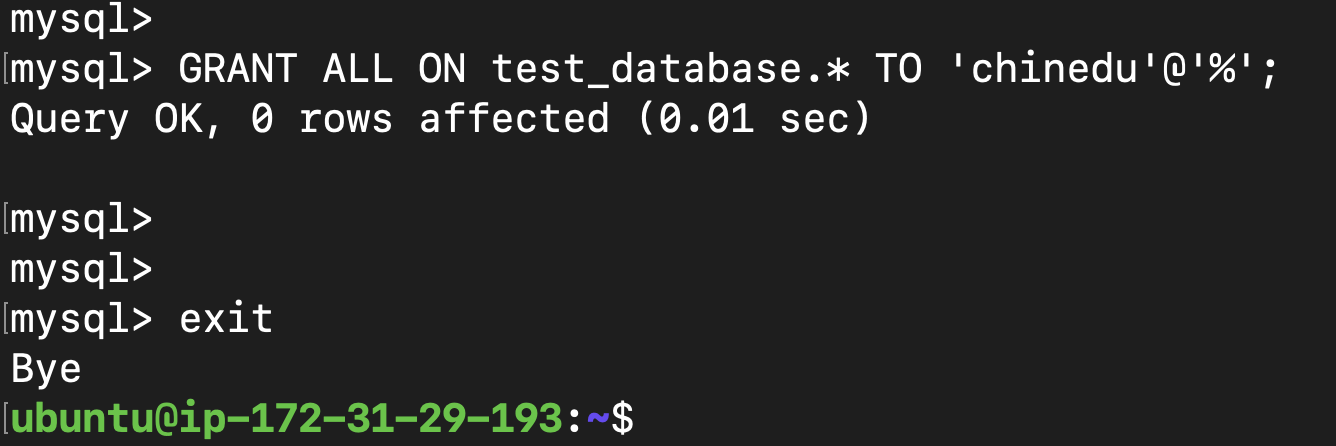 mysql>
[mysql> GRANT ALL ON test_database.* TO 'chinedu'@'%';
Query OK, 0 rows affected (0.01 sec)
[mysql>
mysql>
[mysql> exit
Bye
[ubuntu@ip-172-31-29-193:~$